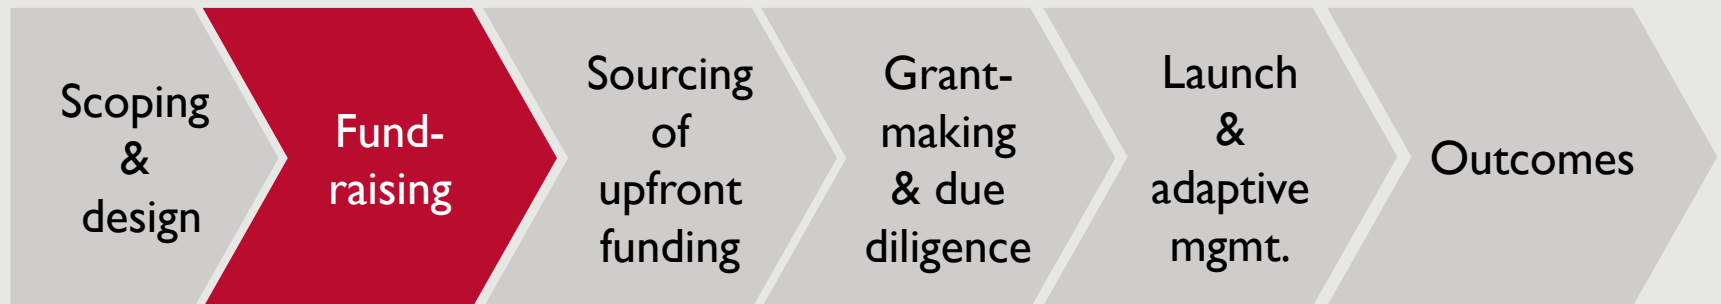 Scoping
&
design
Fund-
raising
Sourcing
of
upfront
funding
Grant-
making
& due
diligence
Launch
&
adaptive
mgmt.
Outcomes